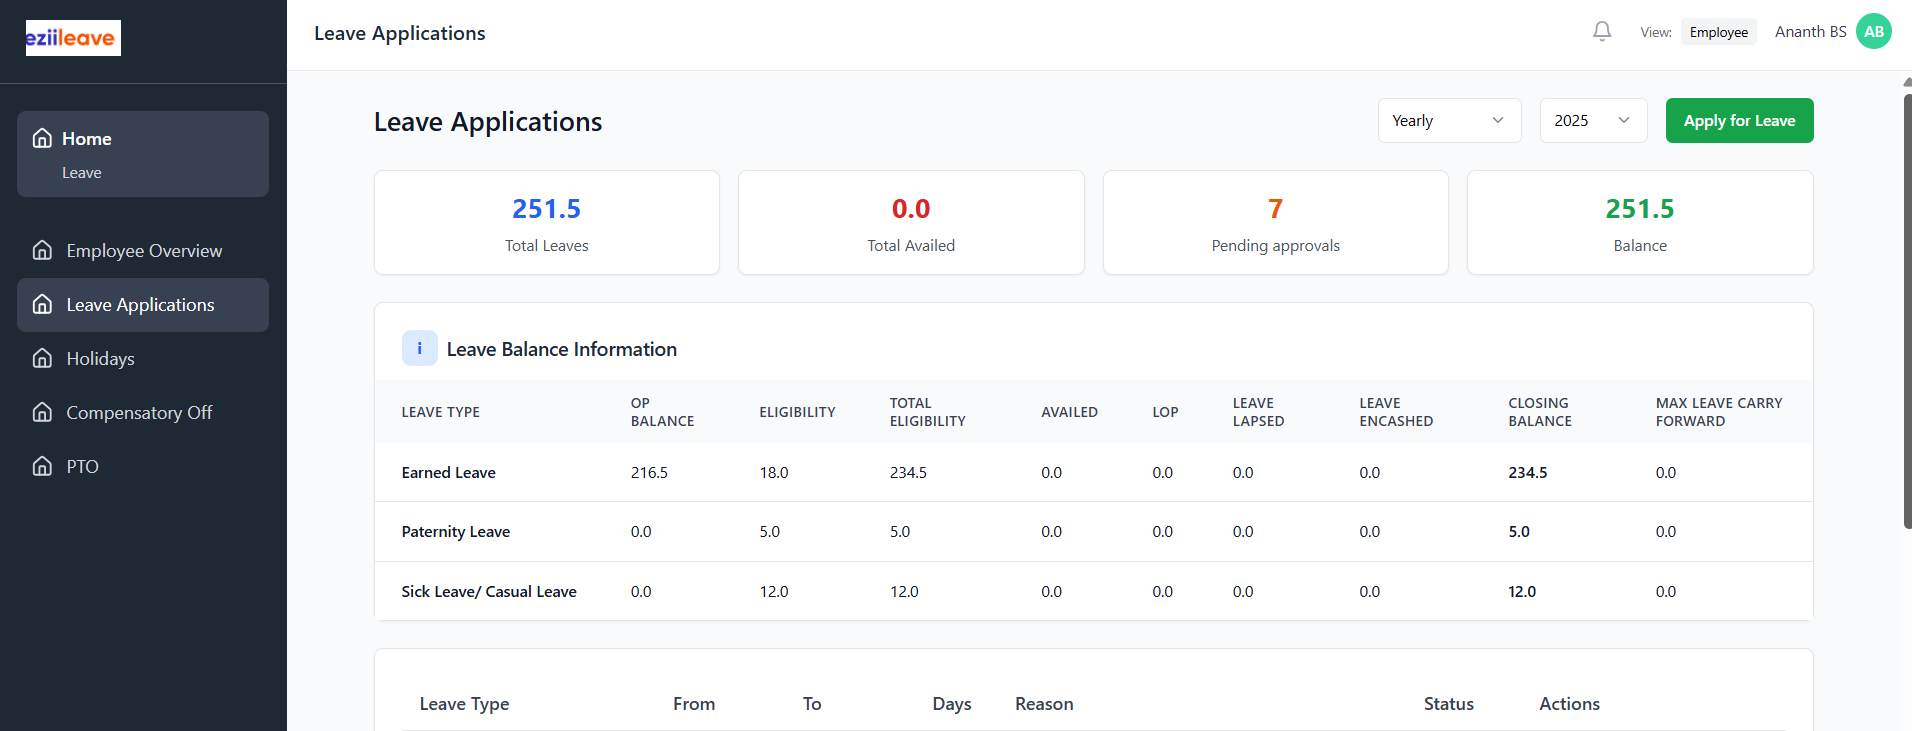 eziileave
Leave Applications
View: Employee Ananth BS AB
Home
Leave
Employee Overview
Leave Applications
Holidays
Compensatory Off
PTO
Leave Applications
Yearly 2025 Apply for Leave
251.5 0.0 7 251.5
Total Leaves Total Availed Pending approvals Balance
i Leave Balance Information
LEAVE TYPE OP BALANCE ELIGIBILITY TOTAL ELIGIBILITY AVAILED LOP LEAVE LAPSED LEAVE ENCASHED CLOSING BALANCE MAX LEAVE CARRY FORWARD
Earned Leave 216.5 18.0 234.5 0.0 0.0 0.0 0.0 234.5 0.0
Paternity Leave 0.0 5.0 5.0 0.0 0.0 0.0 0.0 5.0 0.0
Sick Leave/ Casual Leave 0.0 12.0 12.0 0.0 0.0 0.0 0.0 12.0 0.0
Leave Type From To Days Reason Status Actions